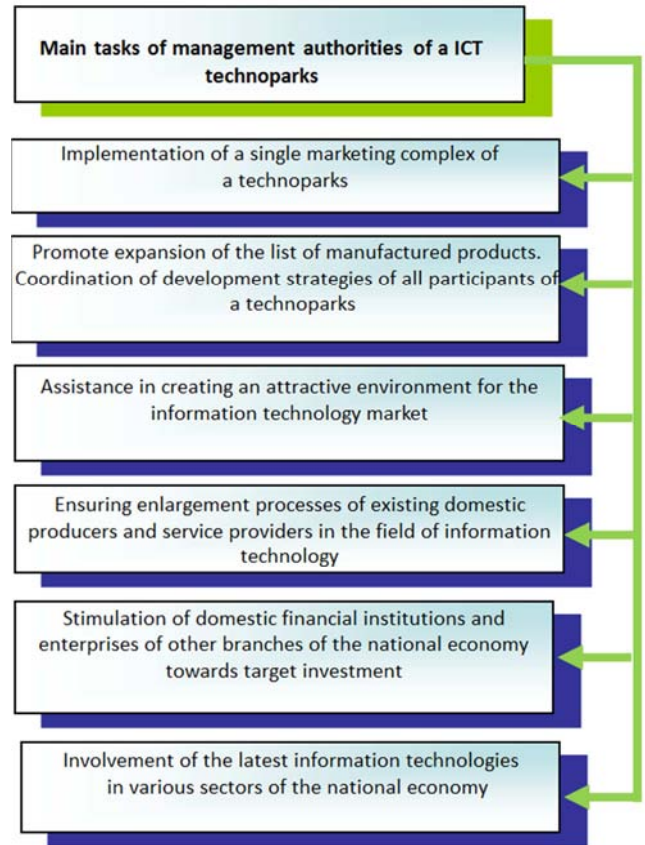 Main tasks of management authorities of a ICT
technoparks
Implementation of a single marketing complex of
a technoparks
Promote expansion of the list of manufactured products.
Coordination of development strategies of all participants of
a technoparks
Assistance in creating an attractive environment for the
information technology market
Ensuring enlargement processes of existing domestic
producers and service providers in the field of information
technology
Stimulation of domestic financial institutions and
enterprises of other branches of the national economy
towards target investment
Involvement of the latest information technologies
in various sectors of the national economy